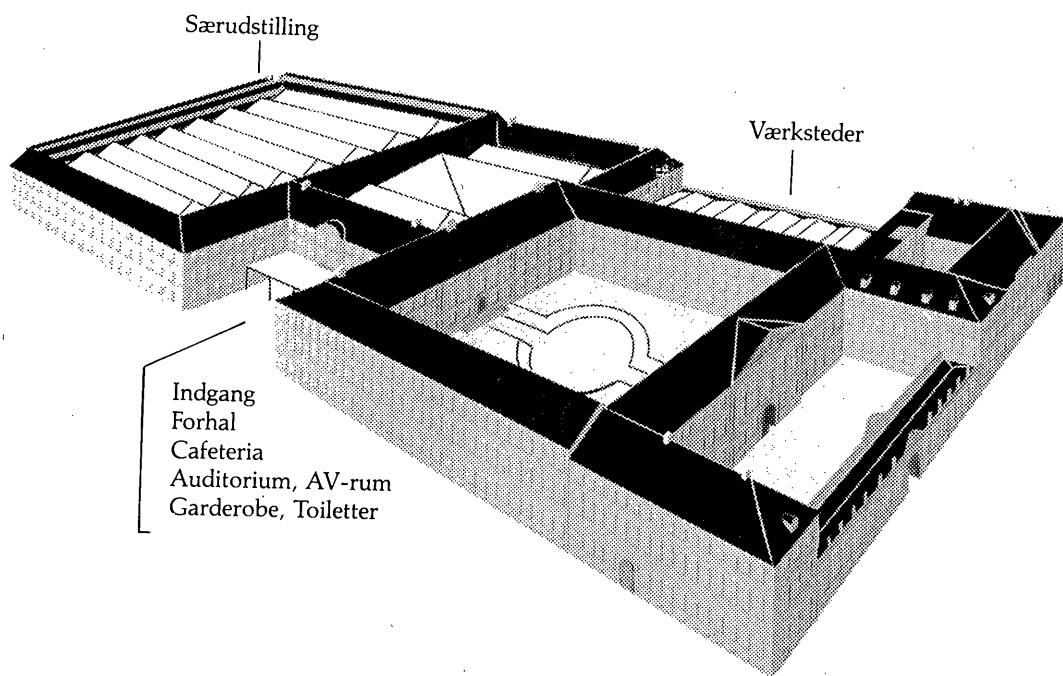 Særudstilling
Værksteder
Indgang
Forhal
Cafeteria
Auditorium, AV-rum
Garderobe, Toiletter